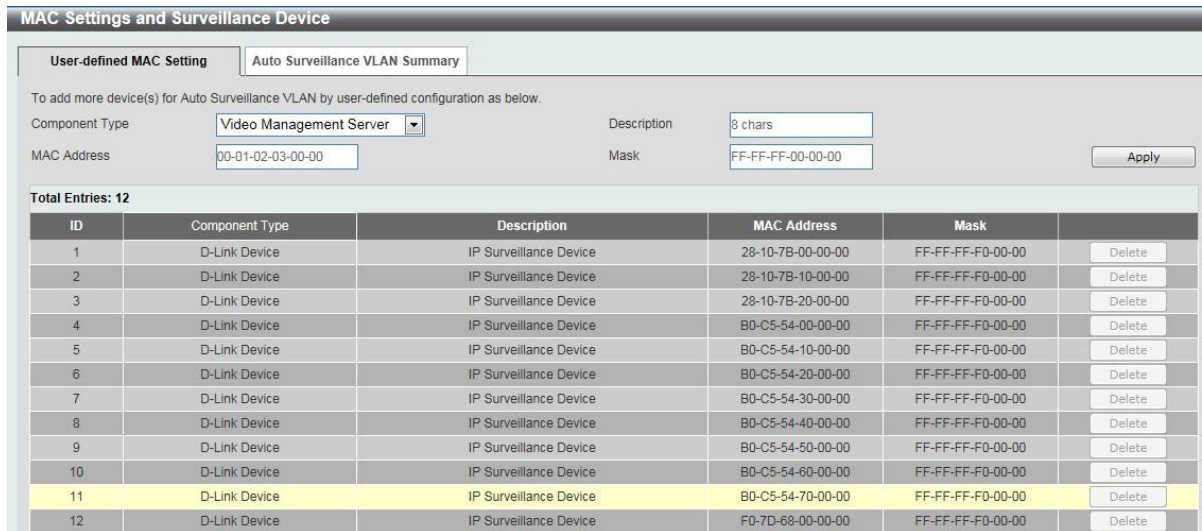 MAC Settings and Surveillance Device
User-defined MAC Setting Auto Surveillance VLAN Summary
To add more device(s) for Auto Surveillance VLAN by user-defined configuration as below.
Component Type Video Management Server Description 8 chars
MAC Address 00-01-02-03-00-00 Mask FF-FF-FF-00-00-00 Apply
Total Entries: 12
ID Component Type Description MAC Address Mask
1 D-Link Device IP Surveillance Device 28-10-7B-00-00-00 FF-FF-FF-F0-00-00 Delete
2 D-Link Device IP Surveillance Device 28-10-7B-10-00-00 FF-FF-FF-F0-00-00 Delete
3 D-Link Device IP Surveillance Device 28-10-7B-20-00-00 FF-FF-FF-F0-00-00 Delete
4 D-Link Device IP Surveillance Device B0-C5-54-00-00-00 FF-FF-FF-F0-00-00 Delete
5 D-Link Device IP Surveillance Device B0-C5-54-10-00-00 FF-FF-FF-F0-00-00 Delete
6 D-Link Device IP Surveillance Device B0-C5-54-20-00-00 FF-FF-FF-F0-00-00 Delete
7 D-Link Device IP Surveillance Device B0-C5-54-30-00-00 FF-FF-FF-F0-00-00 Delete
8 D-Link Device IP Surveillance Device B0-C5-54-40-00-00 FF-FF-FF-F0-00-00 Delete
9 D-Link Device IP Surveillance Device B0-C5-54-50-00-00 FF-FF-FF-F0-00-00 Delete
10 D-Link Device IP Surveillance Device B0-C5-54-60-00-00 FF-FF-FF-F0-00-00 Delete
11 D-Link Device IP Surveillance Device B0-C5-54-70-00-00 FF-FF-FF-F0-00-00 Delete
12 D-Link Device IP Surveillance Device F0-7D-68-00-00-00 FF-FF-FF-F0-00-00 Delete